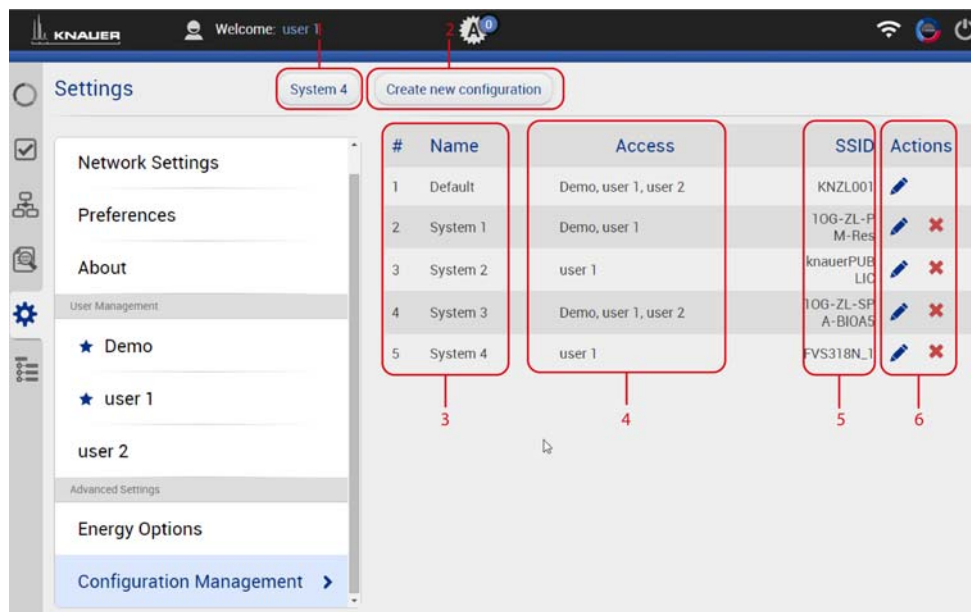 KNAUER Welcome: user 1 2 A 0
Settings System 4 Create new configuration
Network Settings
Preferences
About
User Management
Demo
user 1
user 2
Advanced Settings
Energy Options
Configuration Management
# Name Access SSID Actions
1 Default Demo, user 1, user 2 KNZL001
2 System 1 Demo, user 1 10G-ZL-P
M-Res
3 System 2 user 1 knauerPUB
LIC
4 System 3 Demo, user 1, user 2 10G-ZL-SP
A-BIOA5
5 System 4 user 1 FVS318N_1
3 4 5 6